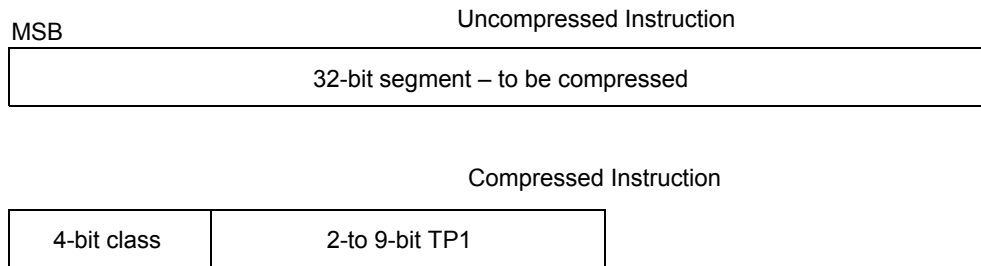 Uncompressed Instruction
MSB
32-bit segment – to be compressed
Compressed Instruction
4-bit class
2-to 9-bit TP1